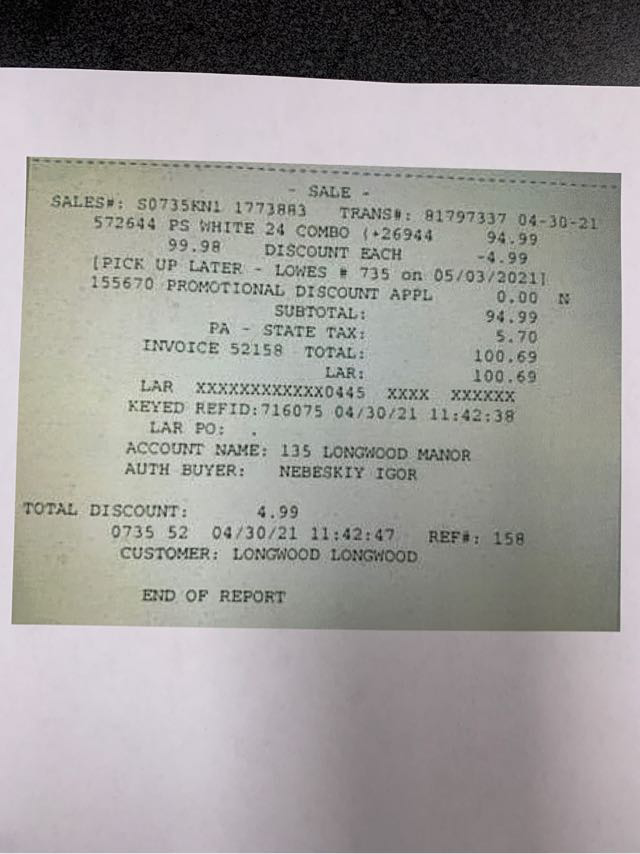 - SALE -
SALES#: S0735KN1 1773883 TRANS#: 81797337 04-30-21
572644 PS WHITE 24 COMBO (+26944 94.99
99.98 DISCOUNT EACH -4.99
[PICK UP LATER - LOWES # 735 on 05/03/2021]
155670 PROMOTIONAL DISCOUNT APPL 0.00 N
SUBTOTAL: 94.99
PA - STATE TAX: 5.70
INVOICE 52158 TOTAL: 100.69
LAR: 100.69
LAR XXXXXXXXXXXX0445 XXXX XXXXXX
KEYED REFID:716075 04/30/21 11:42:38
LAR PO: .
ACCOUNT NAME: 135 LONGWOOD MANOR
AUTH BUYER: NEBESKIY IGOR
TOTAL DISCOUNT: 4.99
0735 52 04/30/21 11:42:47 REF#: 158
CUSTOMER: LONGWOOD LONGWOOD
END OF REPORT